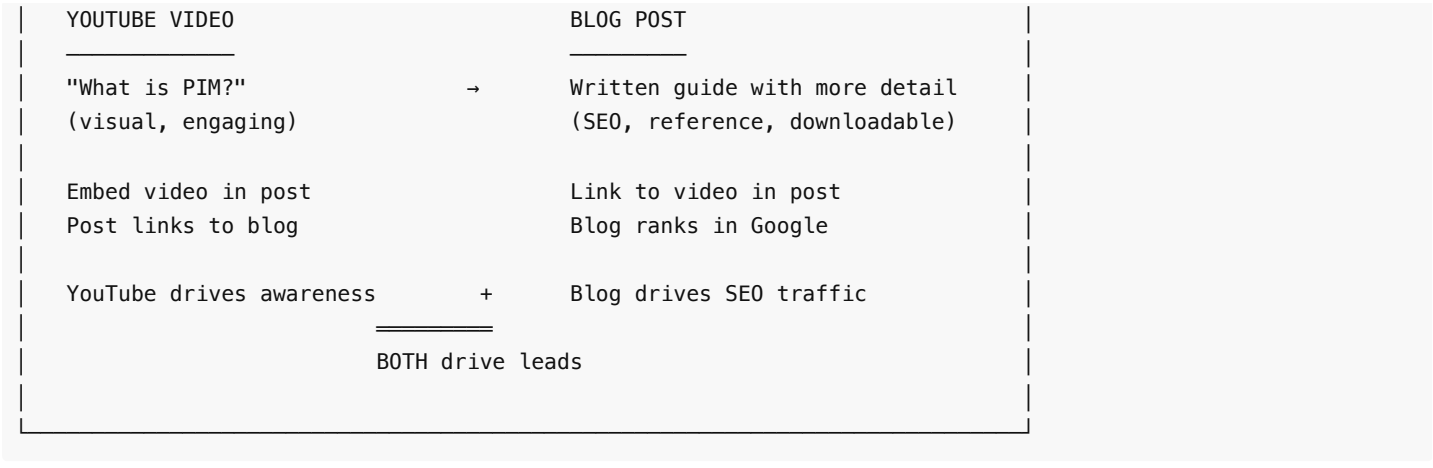 YOUTUBE VIDEO BLOG POST
"What is PIM?" → Written guide with more detail
(visual, engaging) (SEO, reference, downloadable)
Embed video in post Link to video in post
Post links to blog Blog ranks in Google
YouTube drives awareness + Blog drives SEO traffic
BOTH drive leads